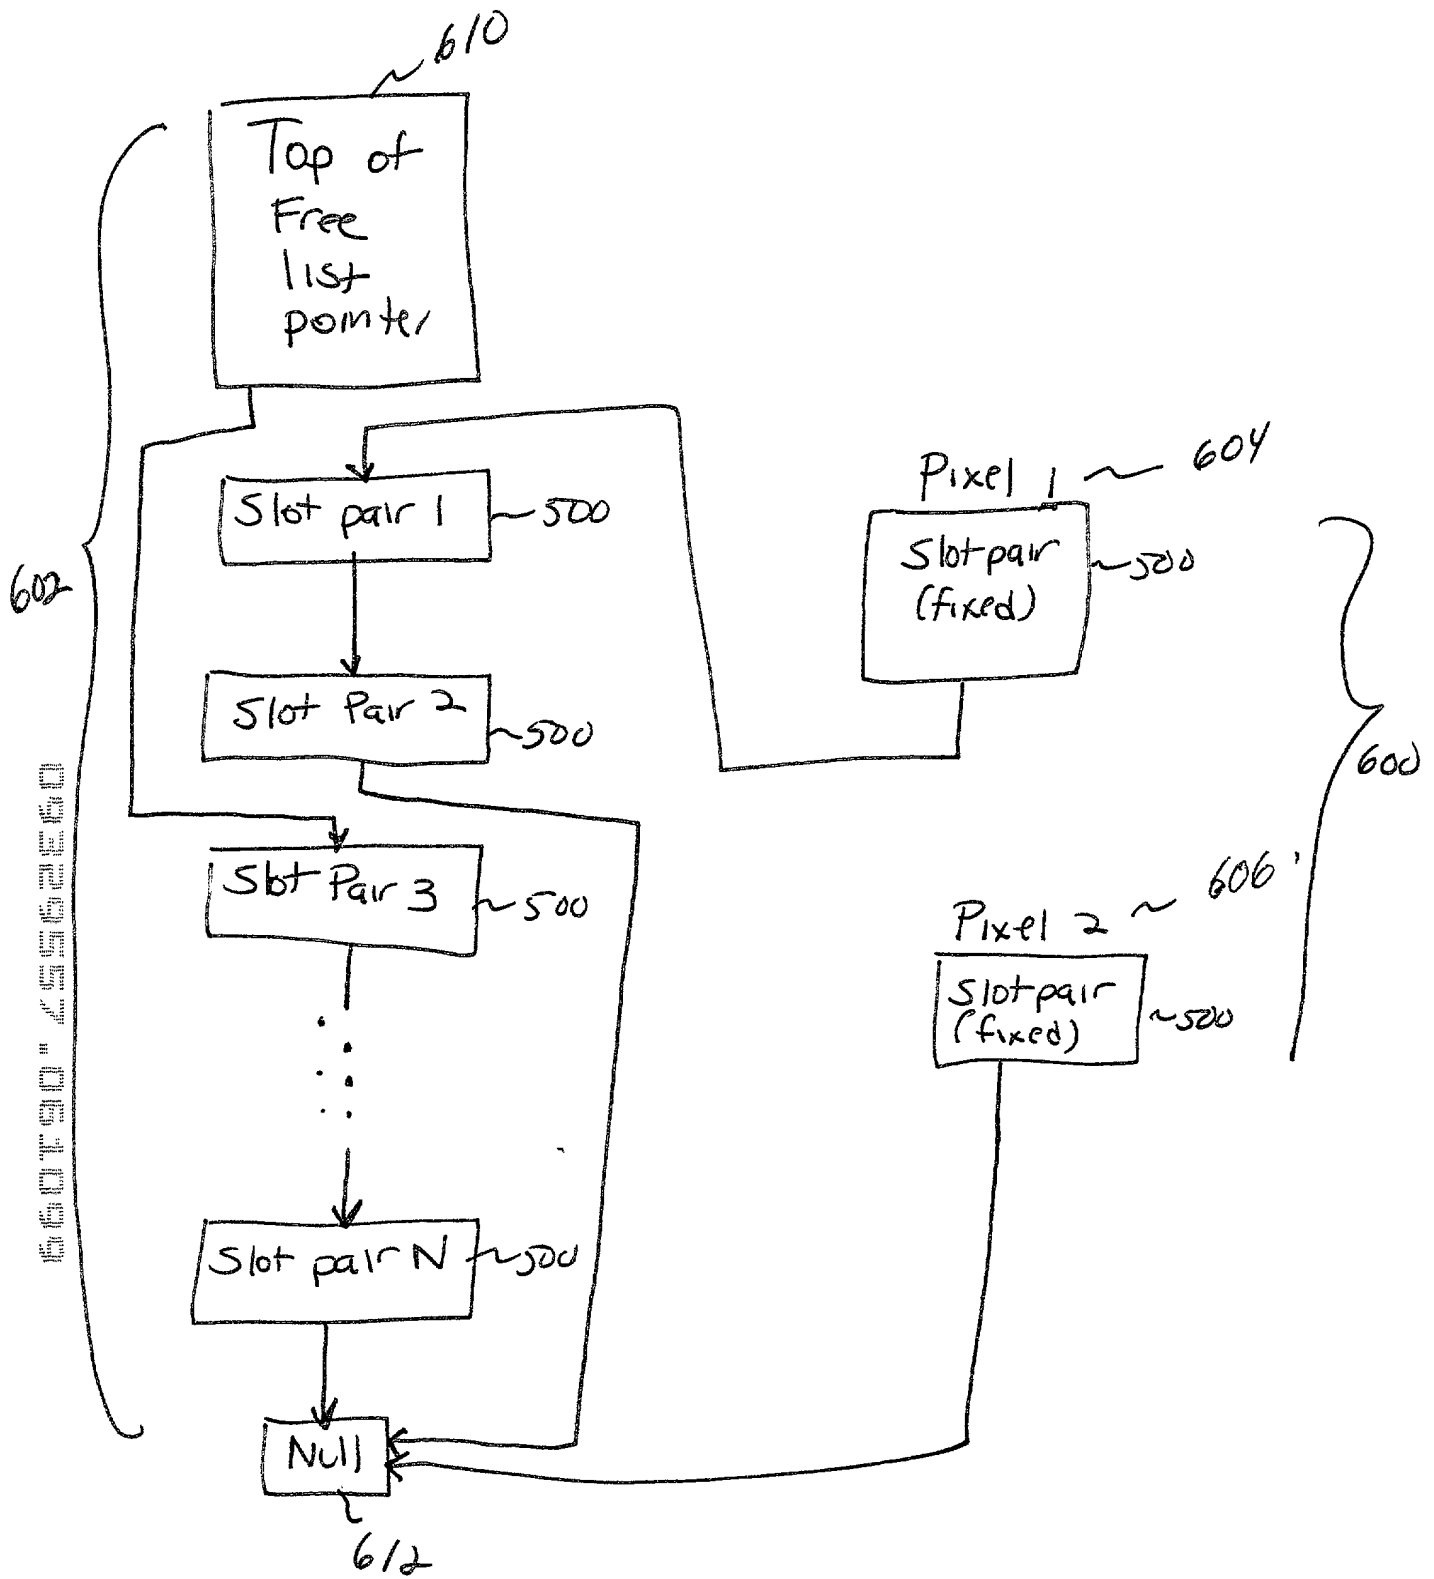 610
Top of
Free
list
pointer
602
Slot pair 1
500
Pixel 1
604
Slot pair
(fixed)
500
600
Slot Pair 2
500
Slot Pair 3
500
Pixel 2
606
Slot pair
(fixed)
500
Slot pair N
500
Null
612
09329557.061099